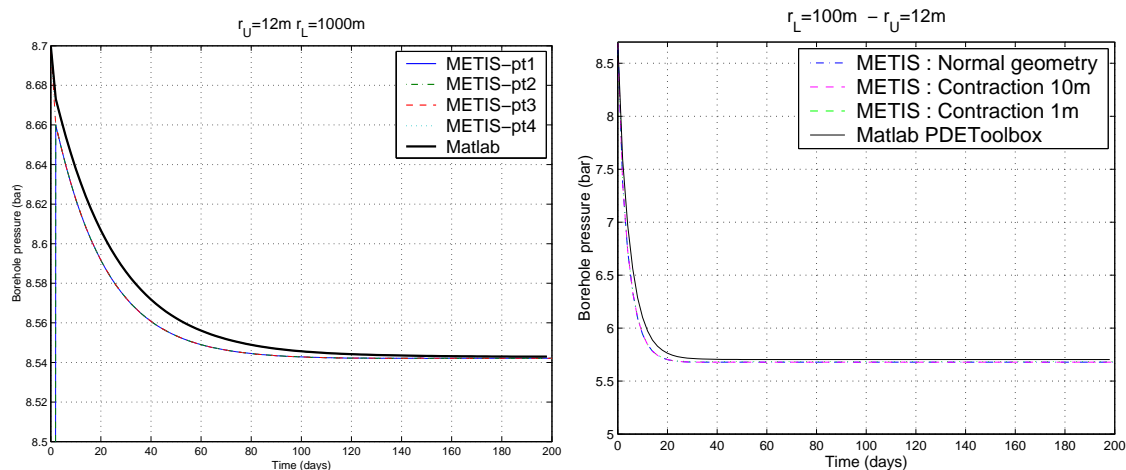 r_U=12m r_L=1000m
METIS−pt1
METIS−pt2
METIS−pt3
METIS−pt4
Matlab
Borehole pressure (bar)
8.7
8.68
8.66
8.64
8.62
8.6
8.58
8.56
8.54
8.52
8.5
0 20 40 60 80 100 120 140 160 180 200
Time (days)
r_L=100m − r_U=12m
METIS : Normal geometry
METIS : Contraction 10m
METIS : Contraction 1m
Matlab PDEToolbox
Borehole pressure (bar)
8.5
8
7.5
7
6.5
6
5.5
5
0 20 40 60 80 100 120 140 160 180 200
Time (days)